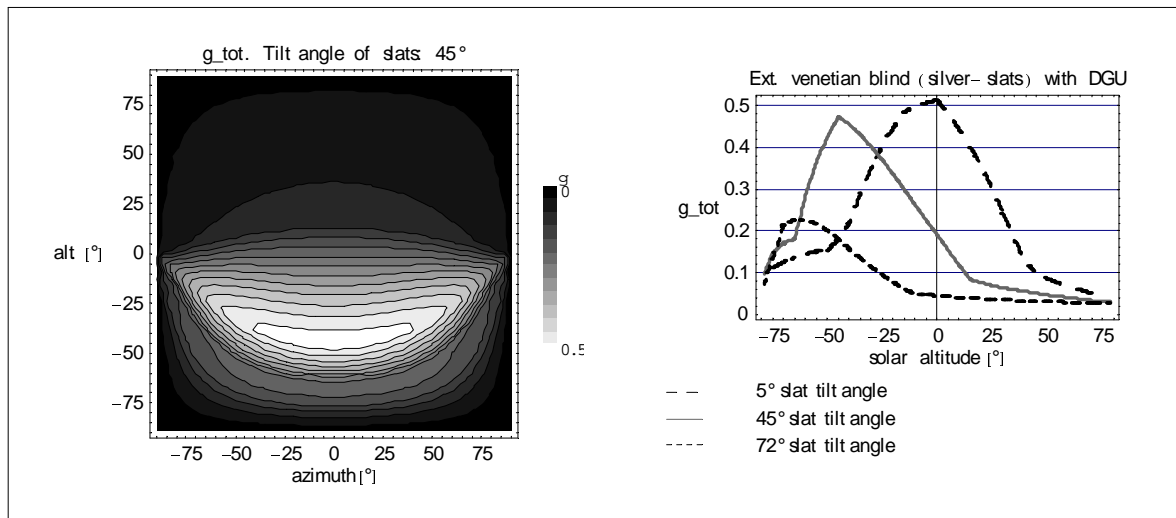 g_tot. Tilt angle of slats: 45°
75
50
25
alt [°]
0
−25
−50
−75
−75 −50 −25 0 25 50 75
azimuth[°]
g
0
0.5
Ext. venetian blind (silver−slats) with DGU
0.5
0.4
0.3
g_tot
0.2
0.1
0
−75 −50 −25 0 25 50 75
solar altitude[°]
5° slat tilt angle
45° slat tilt angle
72° slat tilt angle